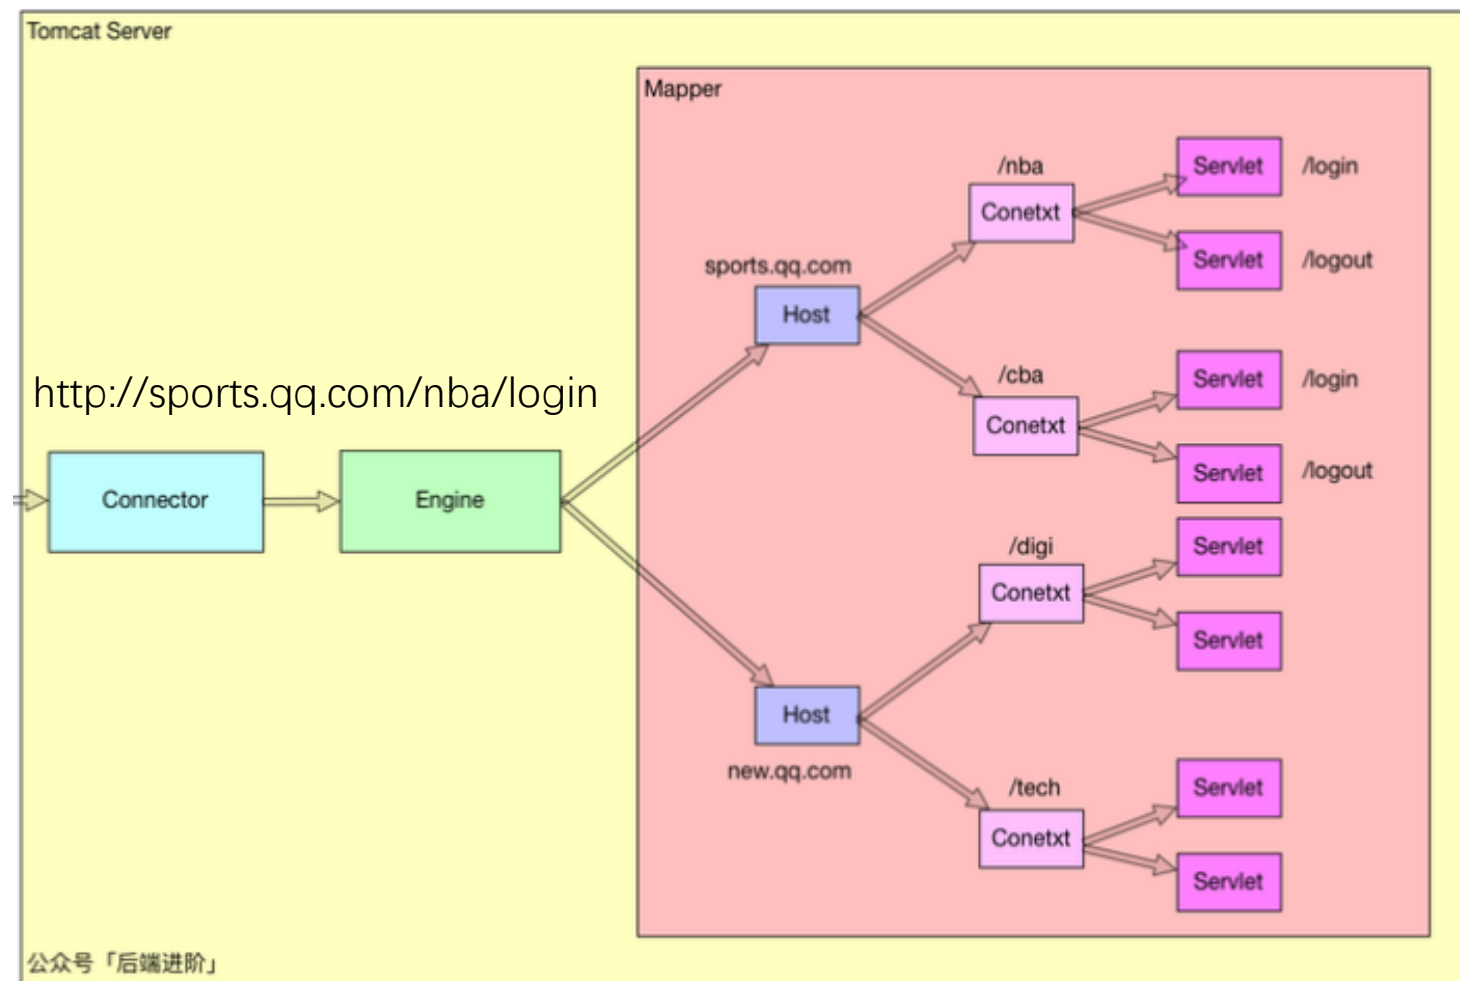 Tomcat Server
Mapper
/nba
Servlet
/login
Conetxt
Servlet
/logout
sports.qq.com
Host
/cba
Servlet
/login
Conetxt
Servlet
/logout
http://sports.qq.com/nba/login
Connector
Engine
/digi
Servlet
Conetxt
Servlet
Host
new.qq.com
/tech
Servlet
Conetxt
Servlet
公众号「后端进阶」